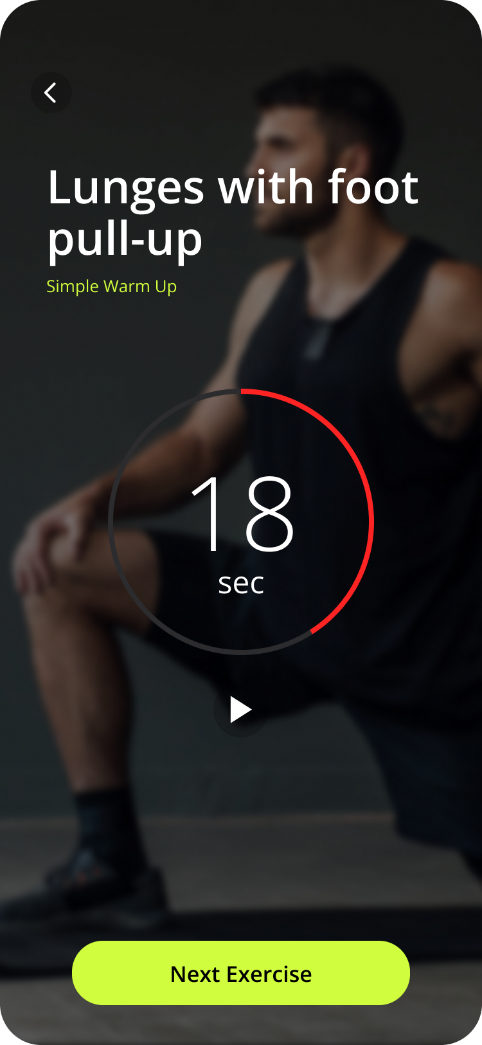 Lunges with foot
pull-up
Simple Warm Up
18
sec
Next Exercise